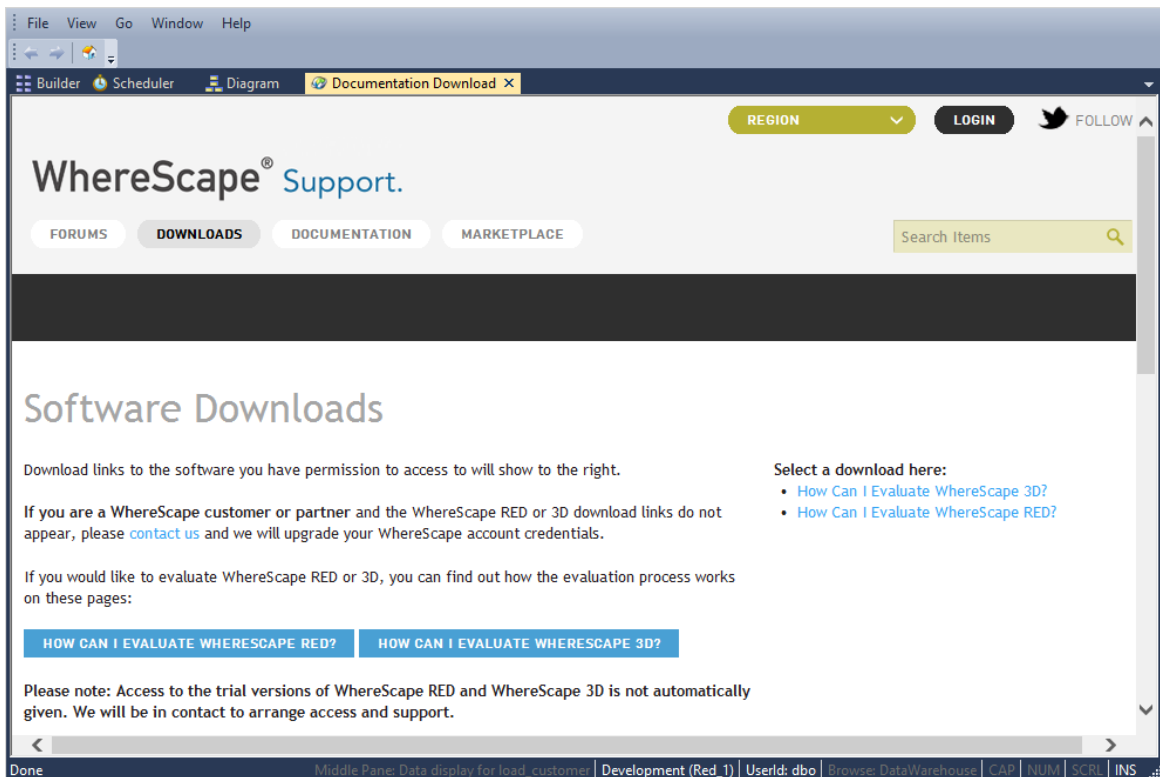 File View Go Window Help
Builder Scheduler Diagram Documentation Download
REGION LOGIN FOLLOW
WhereScape® Support.
FORUMS DOWNLOADS DOCUMENTATION MARKETPLACE Search Items
Software Downloads
Download links to the software you have permission to access to will show to the right.
If you are a WhereScape customer or partner and the WhereScape RED or 3D download links do not
appear, please contact us and we will upgrade your WhereScape account credentials.
If you would like to evaluate WhereScape RED or 3D, you can find out how the evaluation process works
on these pages:
HOW CAN I EVALUATE WHERESCAPE RED? HOW CAN I EVALUATE WHERESCAPE 3D?
Please note: Access to the trial versions of WhereScape RED and WhereScape 3D is not automatically
given. We will be in contact to arrange access and support.
Select a download here:
• How Can I Evaluate WhereScape 3D?
• How Can I Evaluate WhereScape RED?
Done Middle Pane: Data display for load_customer Development (Red_1) UserId: dbo Browse: DataWarehouse CAP NUM SCRL INS